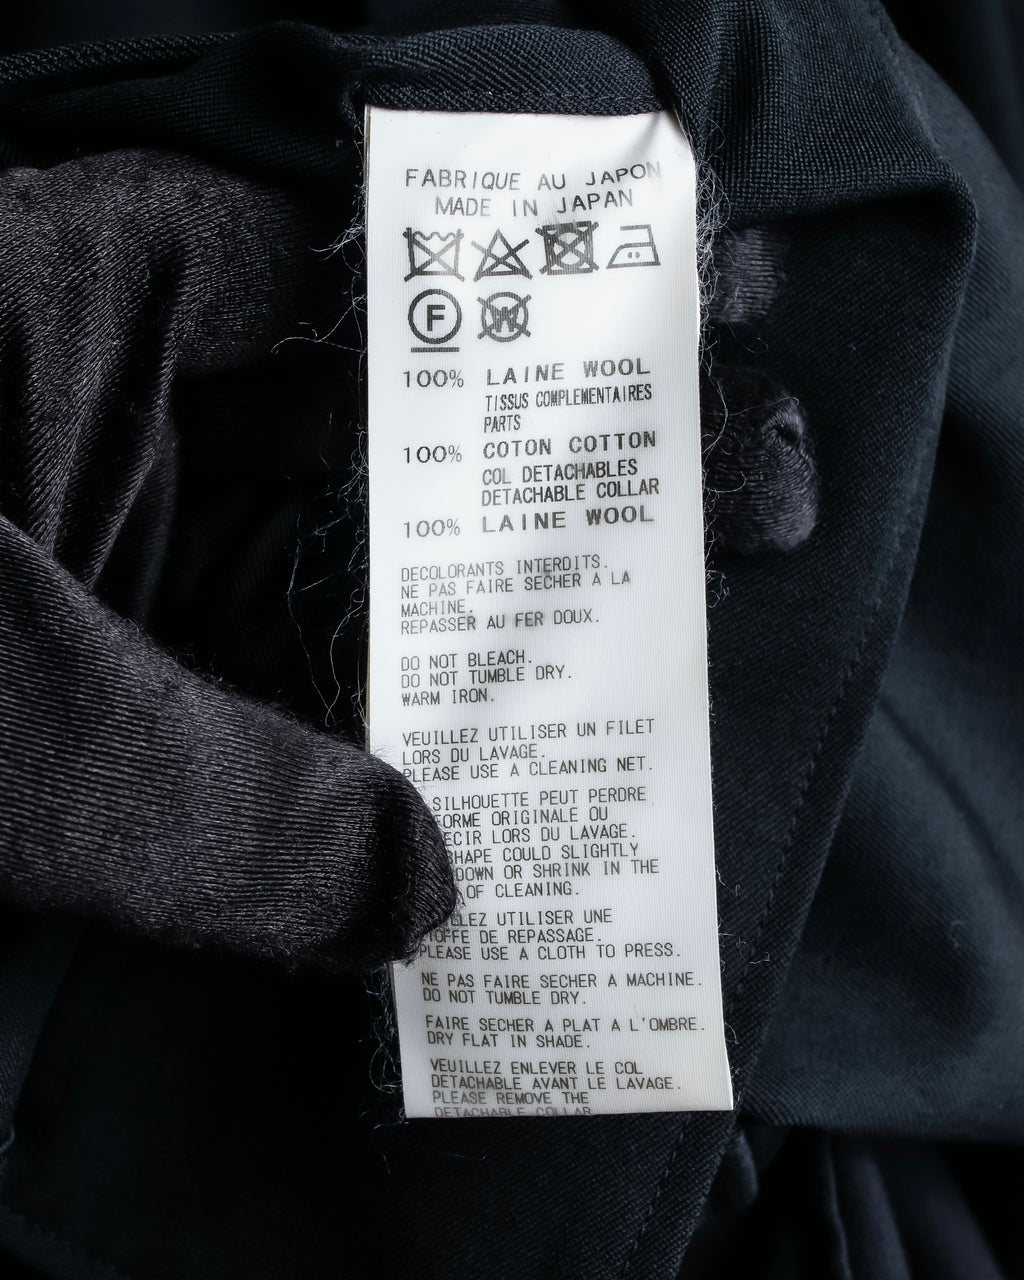 FABRIQUE AU JAPON
MADE IN JAPAN
F W
100% LAINE WOOL
TISSUS COMPLEMENTAIRES
PARTS
100% COTON COTTON
COL DETACHABLES
DETACHABLE COLLAR
100% LAINE WOOL
DECOLORANTS INTERDITS.
NE PAS FAIRE SECHER A LA
MACHINE.
REPASSER AU FER DOUX.
DO NOT BLEACH.
DO NOT TUMBLE DRY.
WARM IRON.
VEUILLEZ UTILISER UN FILET
LORS DU LAVAGE.
PLEASE USE A CLEANING NET.
SILHOUETTE PEUT PERDRE
FORME ORIGINALE OU
LORS DU LAVAGE.
SHAPE COULD SLIGHTLY
DOWN OR SHRINK IN THE
OF CLEANING.
UTILISER UNE
DE REPASSAGE.
PLEASE USE A CLOTH TO PRESS.
NE PAS FAIRE SECHER A MACHINE.
DO NOT TUMBLE DRY.
FAIRE SECHER A PLAT A L'OMBRE.
DRY FLAT IN SHADE.
VEUILLEZ ENLEVER LE COL
DETACHABLE AVANT LE LAVAGE.
PLEASE REMOVE THE
DETACHABLE COLLAR